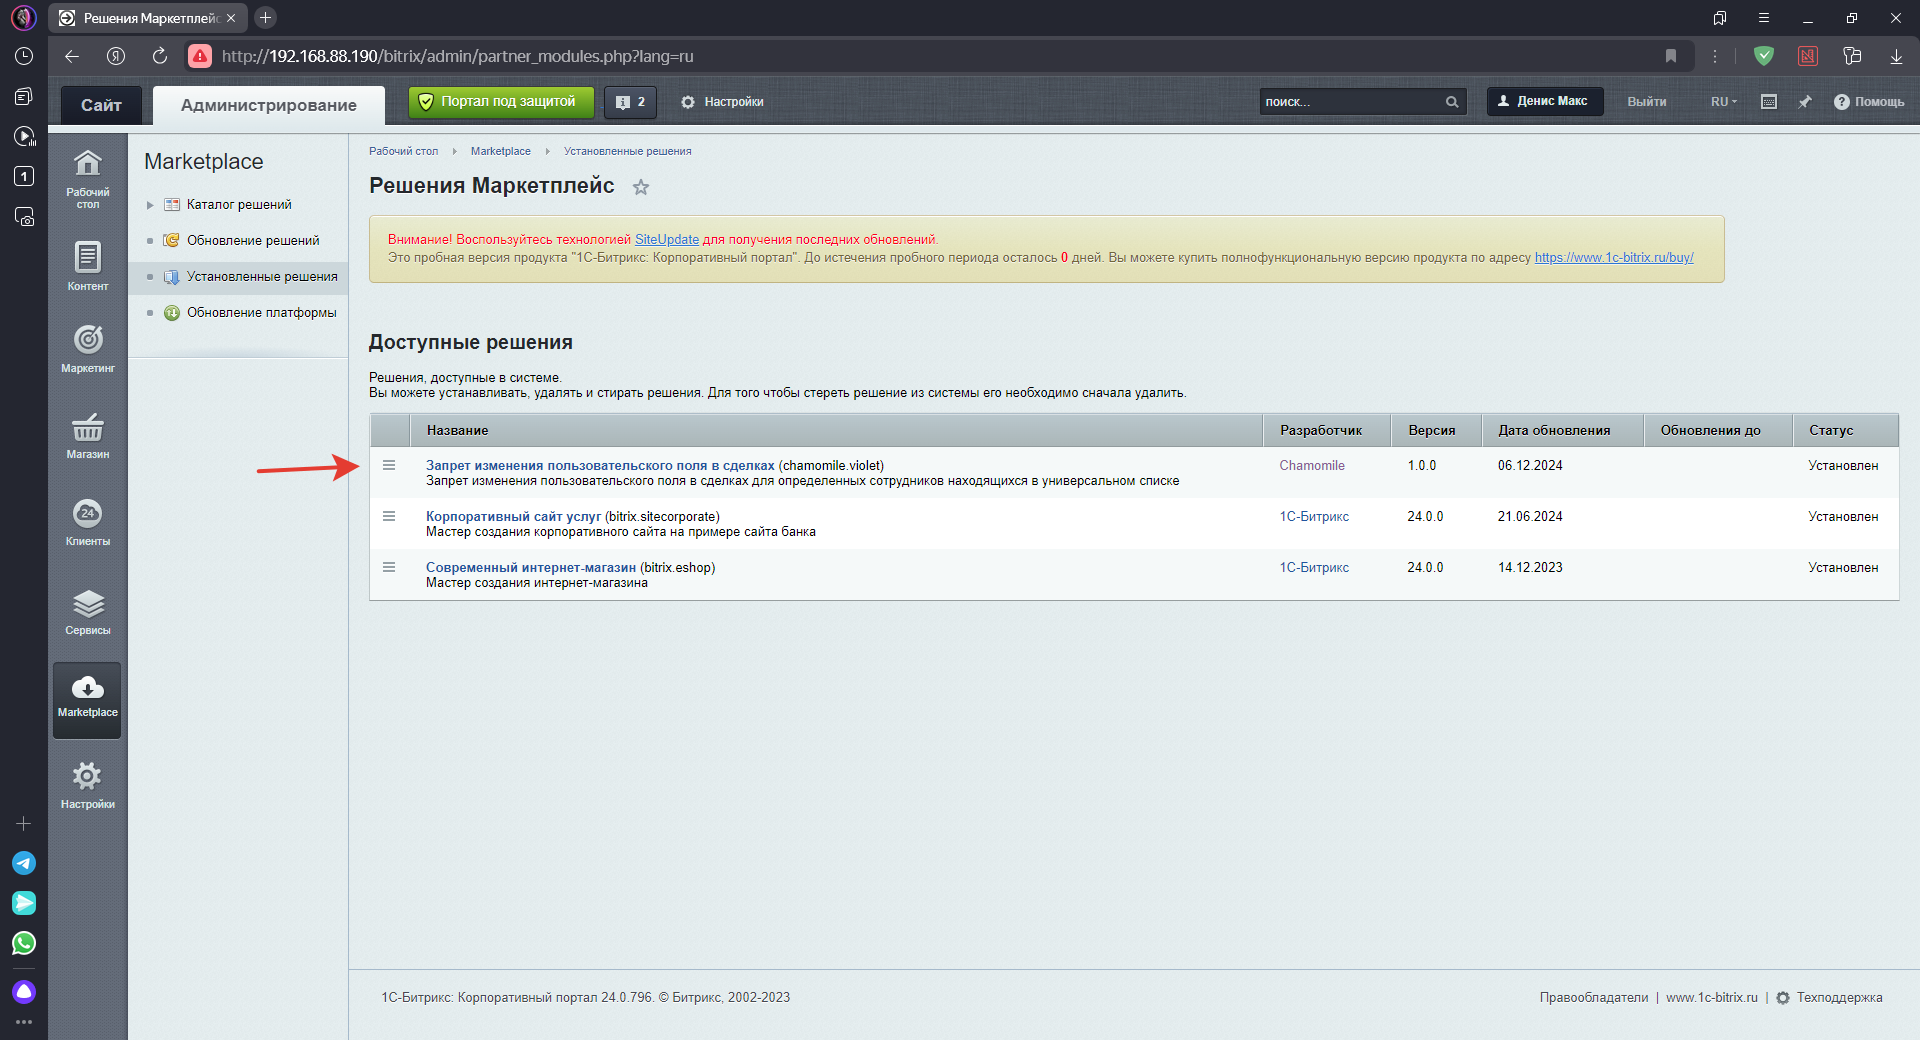 Решения Маркетплейс
http://192.168.88.190/bitrix/admin/partner_modules.php?lang=ru
1
Сайт
Администрирование
Портал под защитой
2
Настройки
поиск...
Денис Макс
Выйти
RU
Помощь
Рабочий стол
Контент
Маркетинг
Магазин
24
Клиенты
Сервисы
Marketplace
Настройки
Marketplace
Каталог решений
Обновление решений
Установленные решения
Обновление платформы
Рабочий стол
Marketplace
Установленные решения
Решения Маркетплейс
Внимание! Воспользуйтесь технологией SiteUpdate для получения последних обновлений.
Это пробная версия продукта "1С-Битрикс: Корпоративный портал". До истечения пробного периода осталось 0 дней. Вы можете купить полнофункциональную версию продукта по адресу https://www.1c-bitrix.ru/buy/
Доступные решения
Решения, доступные в системе.
Вы можете устанавливать, удалять и стирать решения. Для того чтобы стереть решение из системы его необходимо сначала удалить.
Название Разработчик Версия Дата обновления Обновления до Статус
Запрет изменения пользовательского поля в сделках (chamomile.violet) Chamomile 1.0.0 06.12.2024 Установлен
Запрет изменения пользовательского поля в сделках для определенных сотрудников находящихся в универсальном списке
Корпоративный сайт услуг (bitrix.sitecorporate) 1С-Битрикс 24.0.0 21.06.2024 Установлен
Мастер создания корпоративного сайта на примере сайта банка
Современный интернет-магазин (bitrix.eshop) 1С-Битрикс 24.0.0 14.12.2023 Установлен
Мастер создания интернет-магазина
1С-Битрикс: Корпоративный портал 24.0.796. © Битрикс, 2002-2023
Правообладатели | www.1c-bitrix.ru | Техподдержка